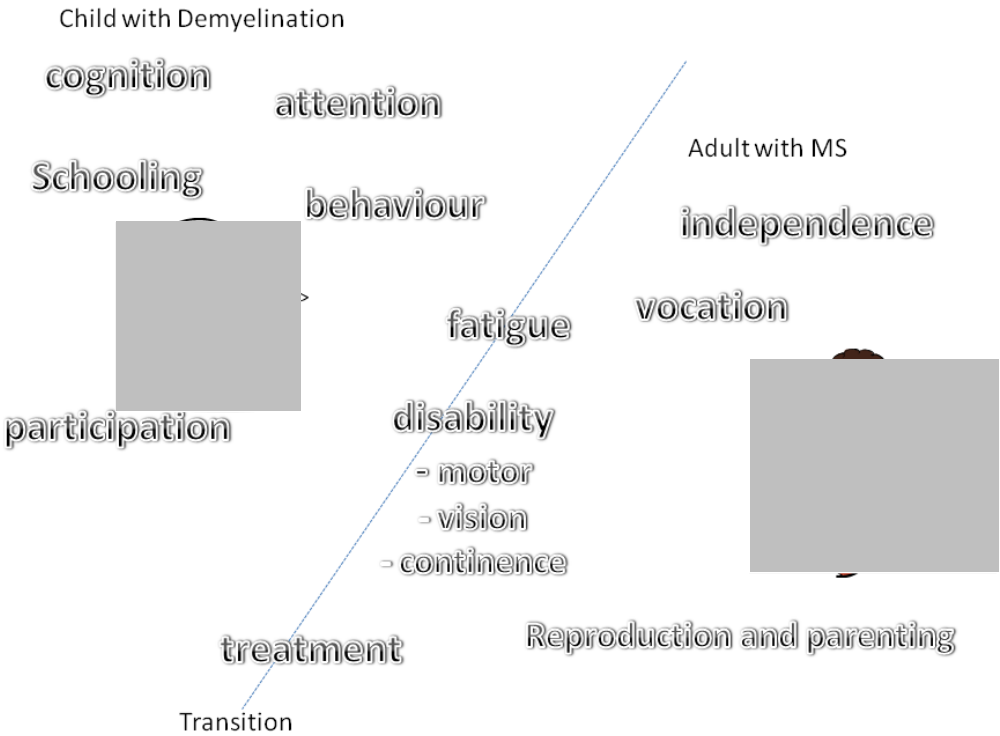 Child with Demyelination
cognition
attention
Adult with MS
Schooling
behaviour
independence
>
vocation
fatigue
disability
participation
- motor
- vision
- continence
Reproduction and parenting
treatment
Transition